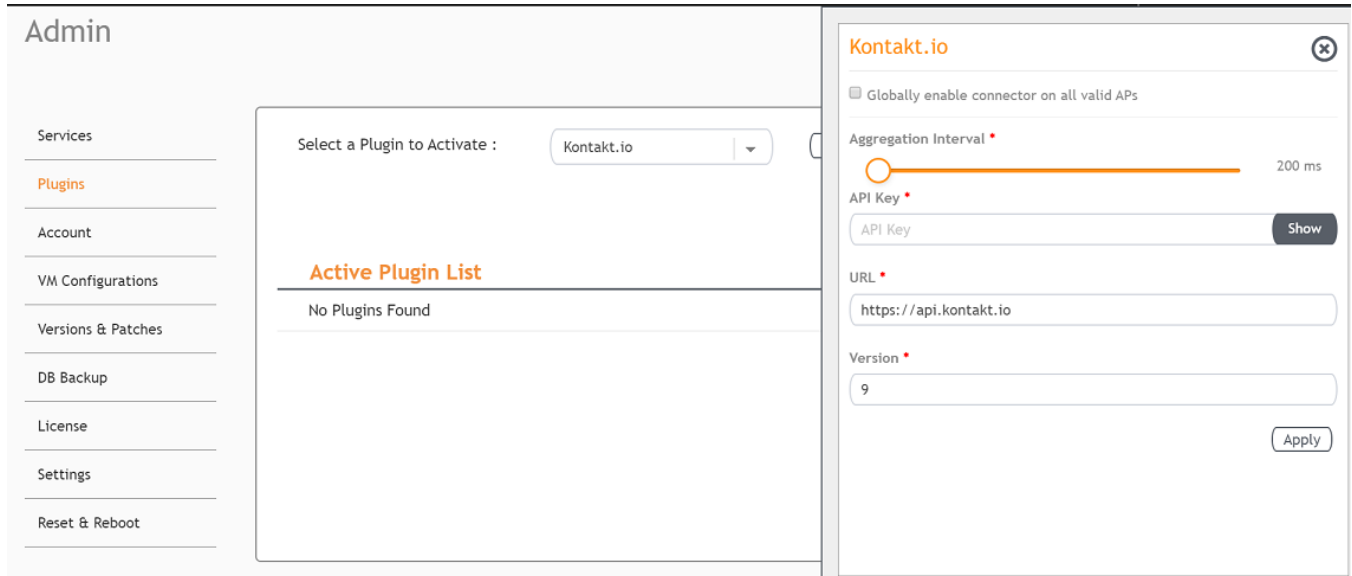 Admin
Services
Plugins
Account
VM Configurations
Versions & Patches
DB Backup
License
Settings
Reset & Reboot
Select a Plugin to Activate :
Kontakt.io
Active Plugin List
No Plugins Found
Kontakt.io
Globally enable connector on all valid APs
Aggregation Interval *
200 ms
API Key *
API Key
Show
URL *
https://api.kontakt.io
Version *
9
Apply